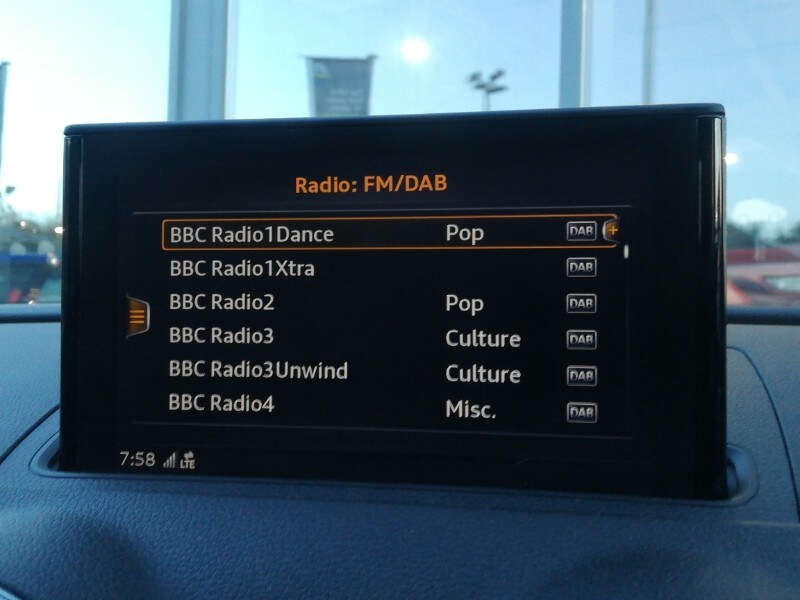 Radio: FM/DAB
BBC Radio1Dance Pop DAB +
BBC Radio1Xtra DAB
BBC Radio2 Pop DAB
BBC Radio3 Culture DAB
BBC Radio3Unwind Culture DAB
BBC Radio4 Misc. DAB
7:58 LTE